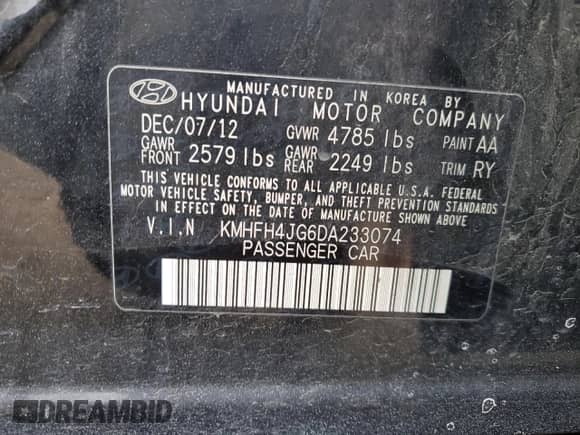 MANUFACTURED IN KOREA BY
HYUNDAI MOTOR COMPANY
DEC/07/12 GVWR 4785 lbs PAINT AA
GAWR FRONT 2579 lbs GAWR REAR 2249 lbs TRIM RY
THIS VEHICLE CONFORMS TO ALL APPLICABLE U.S.A. FEDERAL
MOTOR VEHICLE SAFETY, BUMPER, AND THEFT PREVENTION STANDARDS
IN EFFECT ON THE DATE OF MANUFACTURE SHOWN ABOVE.
V.I.N KMHFH4JG6DA233074
PASSENGER CAR
DREAMBID